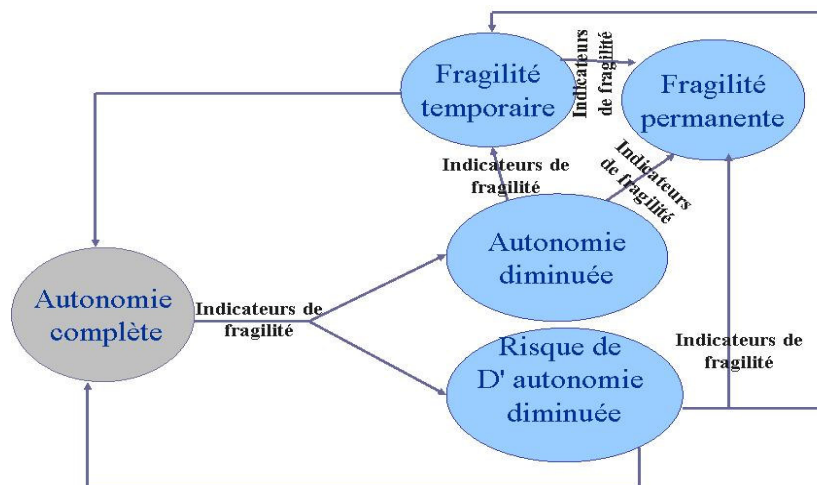 Fragilité
temporaire
Indicateurs
de fragilité
Fragilité
permanente
Indicateurs de
fragilité
Indicateurs
de fragilité
Autonomie
diminuée
Autonomie
complète
Indicateurs de
fragilité
Risque de
D' autonomie
diminuée
Indicateurs de
fragilité